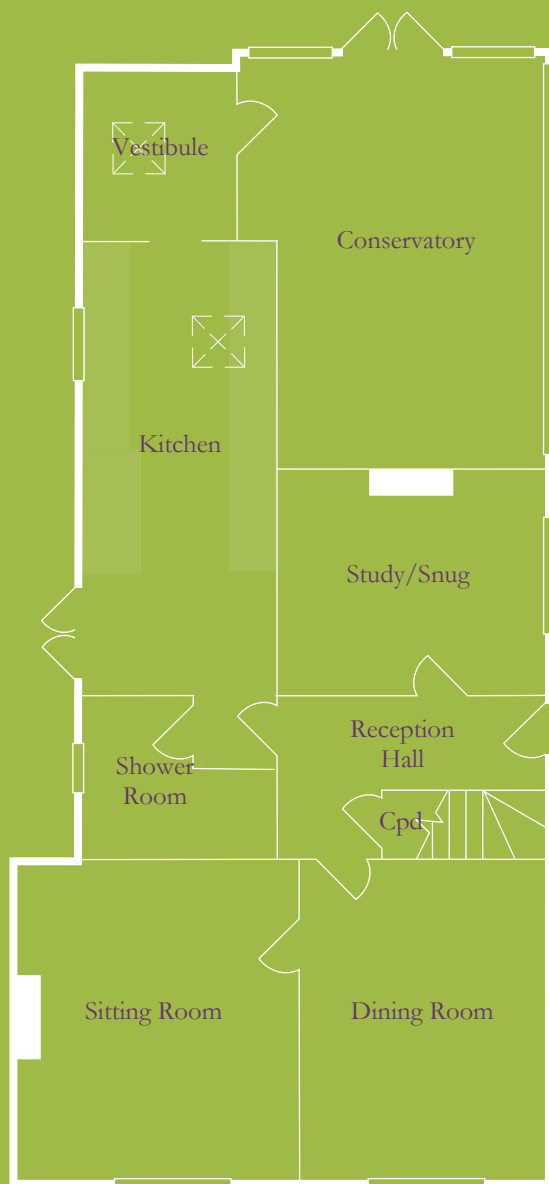 Vestibule
Conservatory
Kitchen
Study/Snug
Reception
Hall
Shower
Room
Cpd
Sitting Room
Dining Room